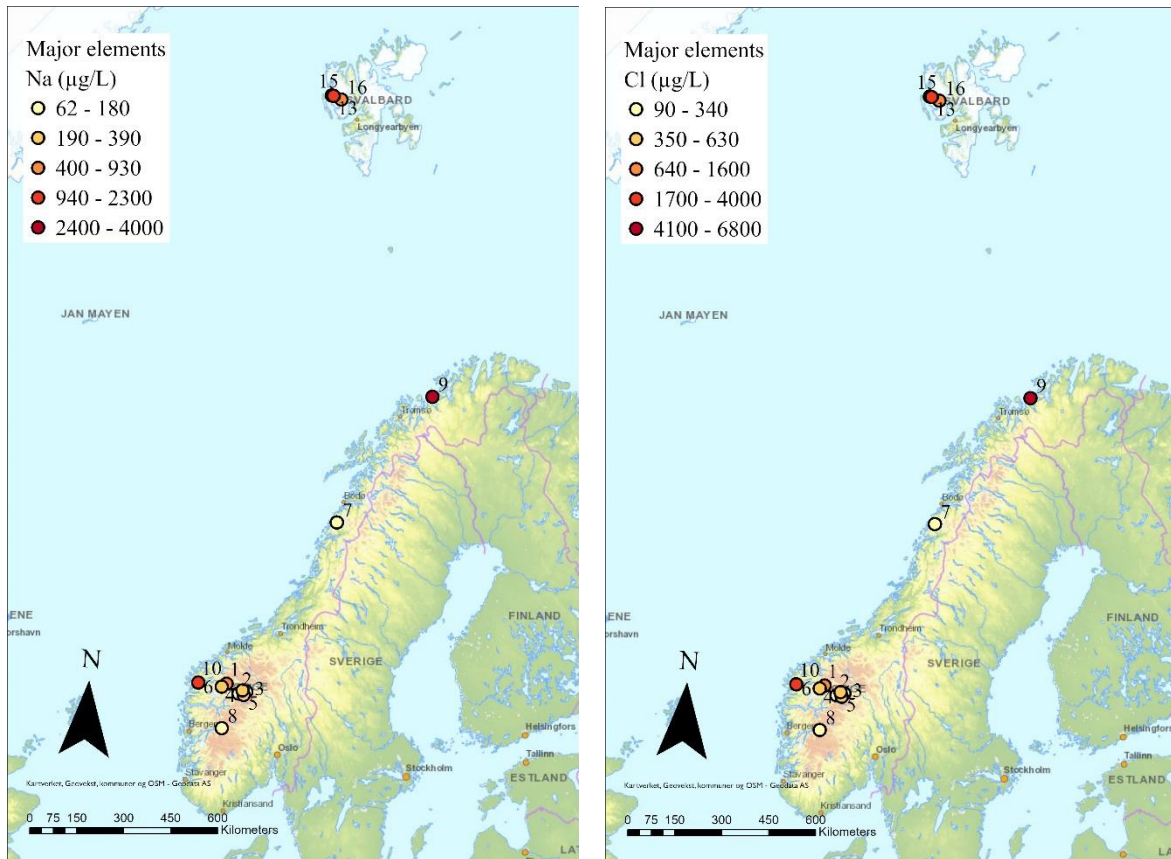 Major elements
Na (µg/L)
62 - 180
190 - 390
400 - 930
940 - 2300
2400 - 4000
15
16
SVALBARD
13
Longyearbyen
JAN MAYEN
9
Tromsø
Bodø
7
FINLAND
ENE
orshavn
Trondheim
SVERIGE
Molde
N
10
1
2
6
3
5
8
Bergen
Oslo
Helsingfors
Tallinn
Stockholm
ESTLAND
Stavanger
Kartverket, Geovekst, kommuner og OSM - Geodata AS
Kristiansand
0 75 150 300 450 600
Kilometers
LAT
Major elements
Cl (µg/L)
90 - 340
350 - 630
640 - 1600
1700 - 4000
4100 - 6800
15
16
SVALBARD
13
Longyearbyen
JAN MAYEN
9
Tromsø
Bodø
7
FINLAND
ENE
orshavn
Trondheim
SVERIGE
Molde
N
10
1
2
6
3
5
8
Bergen
Oslo
Helsingfors
Tallinn
Stockholm
ESTLAND
Stavanger
Kartverket, Geovekst, kommuner og OSM - Geodata AS
Kristiansand
0 75 150 300 450 600
Kilometers
LA